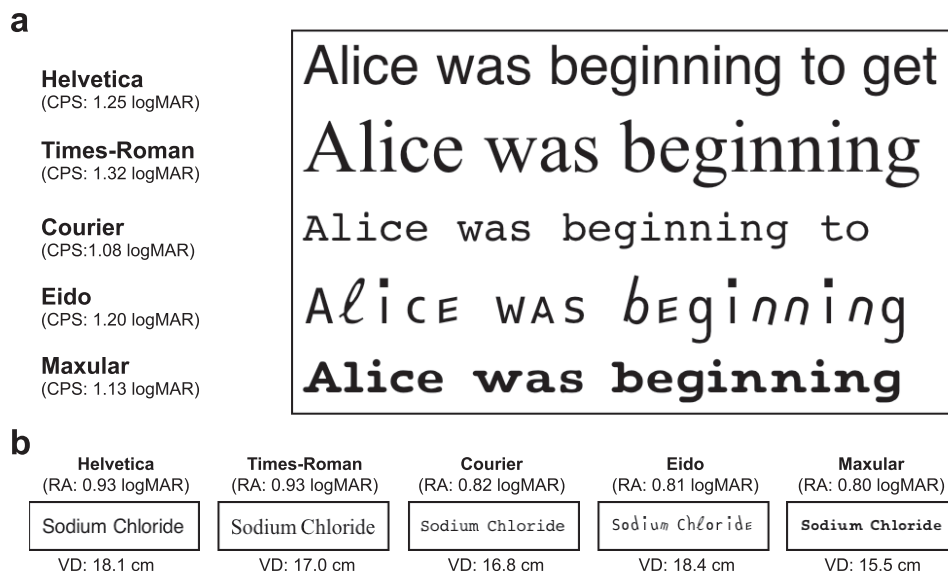 a
Helvetica
(CPS: 1.25 logMAR)
Alice was beginning to get
Times-Roman
(CPS: 1.32 logMAR)
Alice was beginning
Courier
(CPS:1.08 logMAR)
Alice was beginning to
Eido
(CPS: 1.20 logMAR)
AlicE wAS bEginning
Maxular
(CPS: 1.13 logMAR)
Alice was beginning
b
Helvetica Times-Roman Courier Eido Maxular
(RA: 0.93 logMAR) (RA: 0.93 logMAR) (RA: 0.82 logMAR) (RA: 0.81 logMAR) (RA: 0.80 logMAR)
Sodium Chloride Sodium Chloride Sodium Chloride Sodium ChloridE Sodium Chloride
VD: 18.1 cm VD: 17.0 cm VD: 16.8 cm VD: 18.4 cm VD: 15.5 cm